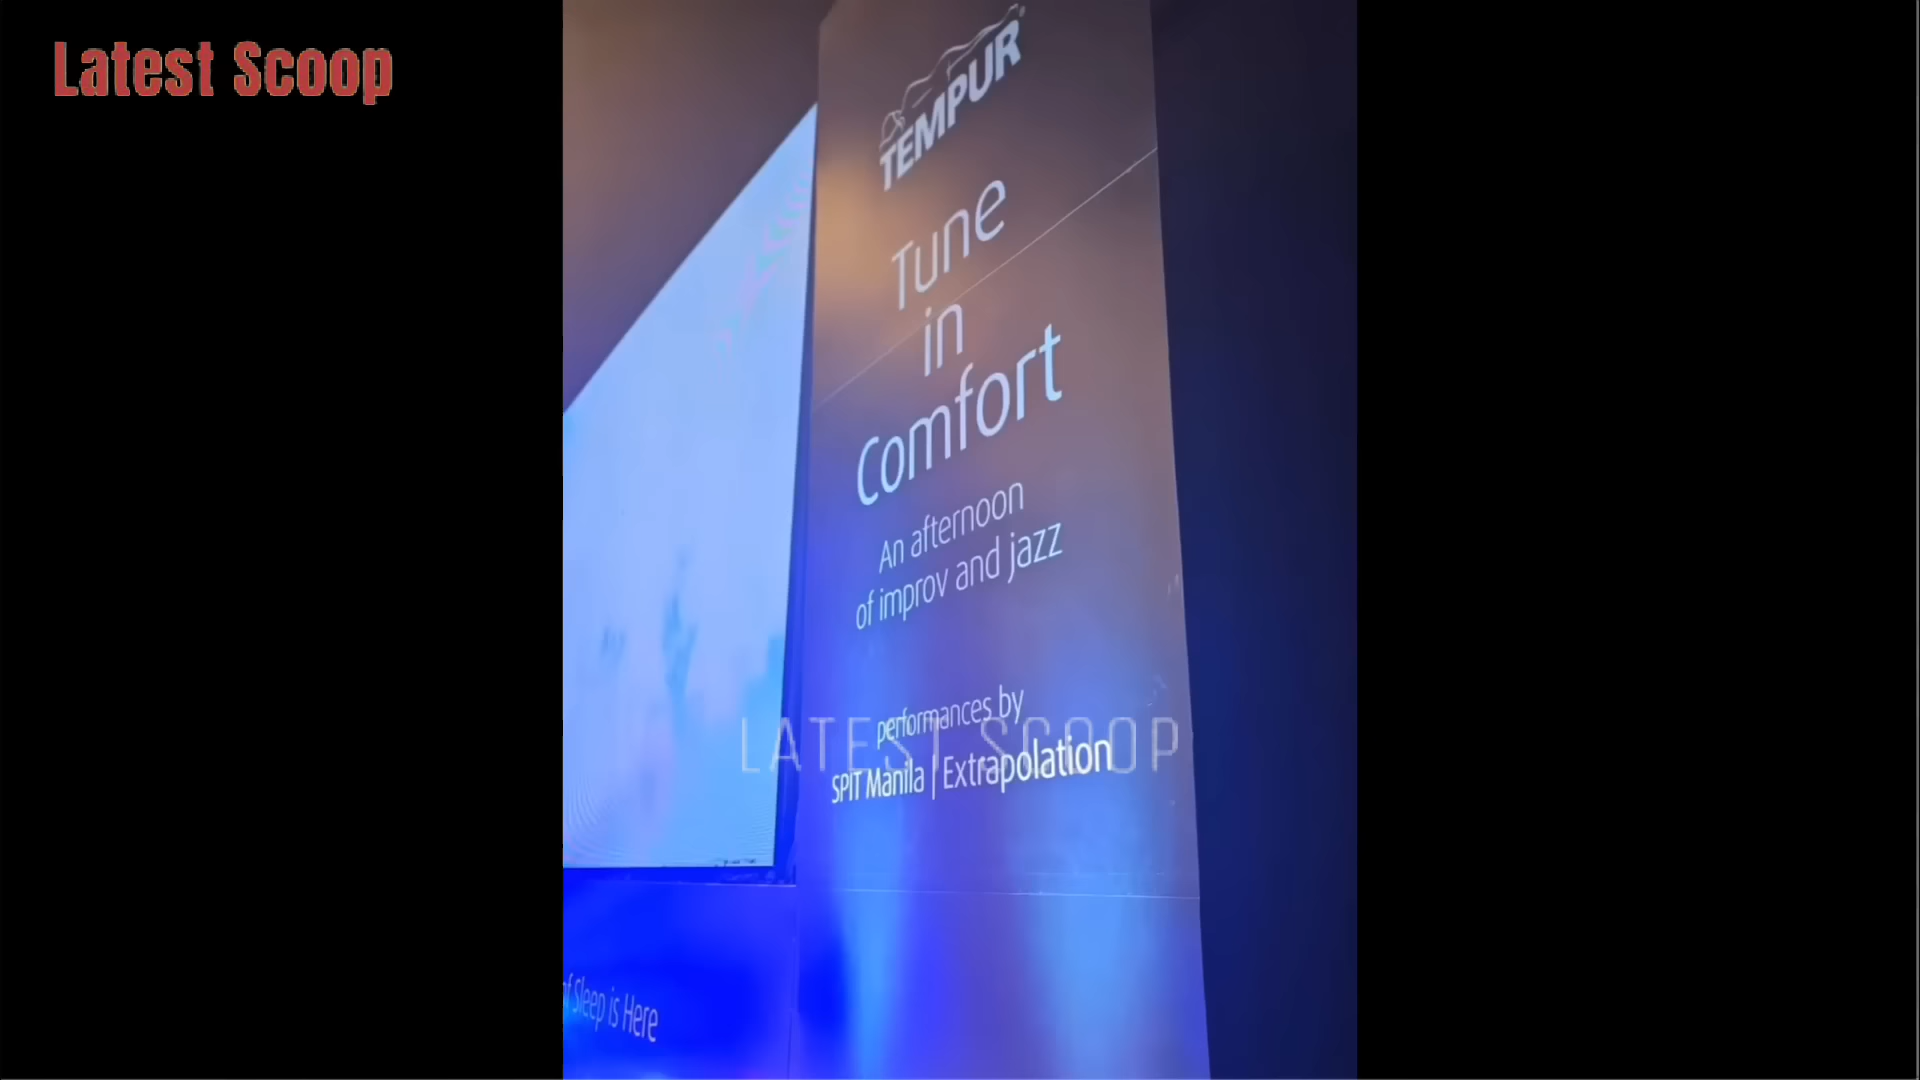 Latest Scoop
TEMPUR
Tune
in
Comfort
An afternoon
of improv and jazz
performances by
LATEST SCOOP
SPIT Manila | Extrapolation
of Sleep is Here